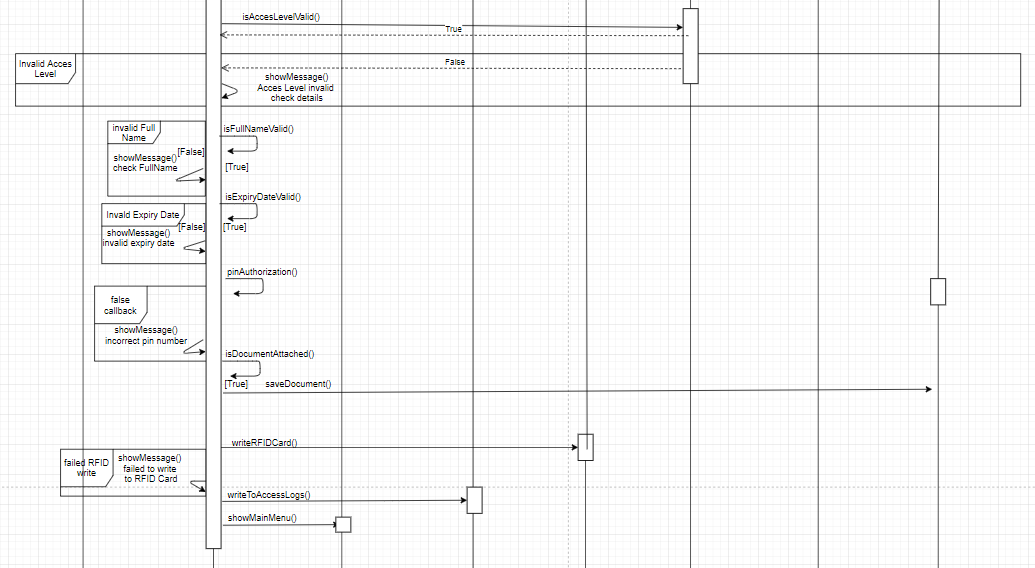 isAccesLevelValid()
True
Invalid Acces
Level
False
showMessage()
Acces Level invalid
check details
invalid Full
Name
isFullNameValid()
[False]
showMessage()
check FullName
[True]
isExpiryDateValid()
Invald Expiry Date
[False]
[True]
showMessage()
invalid expiry date
pinAuthorization()
false
callback
showMessage()
incorrect pin number
isDocumentAttached()
[True]
saveDocument()
writeRFIDCard()
failed RFID
write
showMessage()
failed to write
to RFID Card
writeToAccessLogs()
showMainMenu()